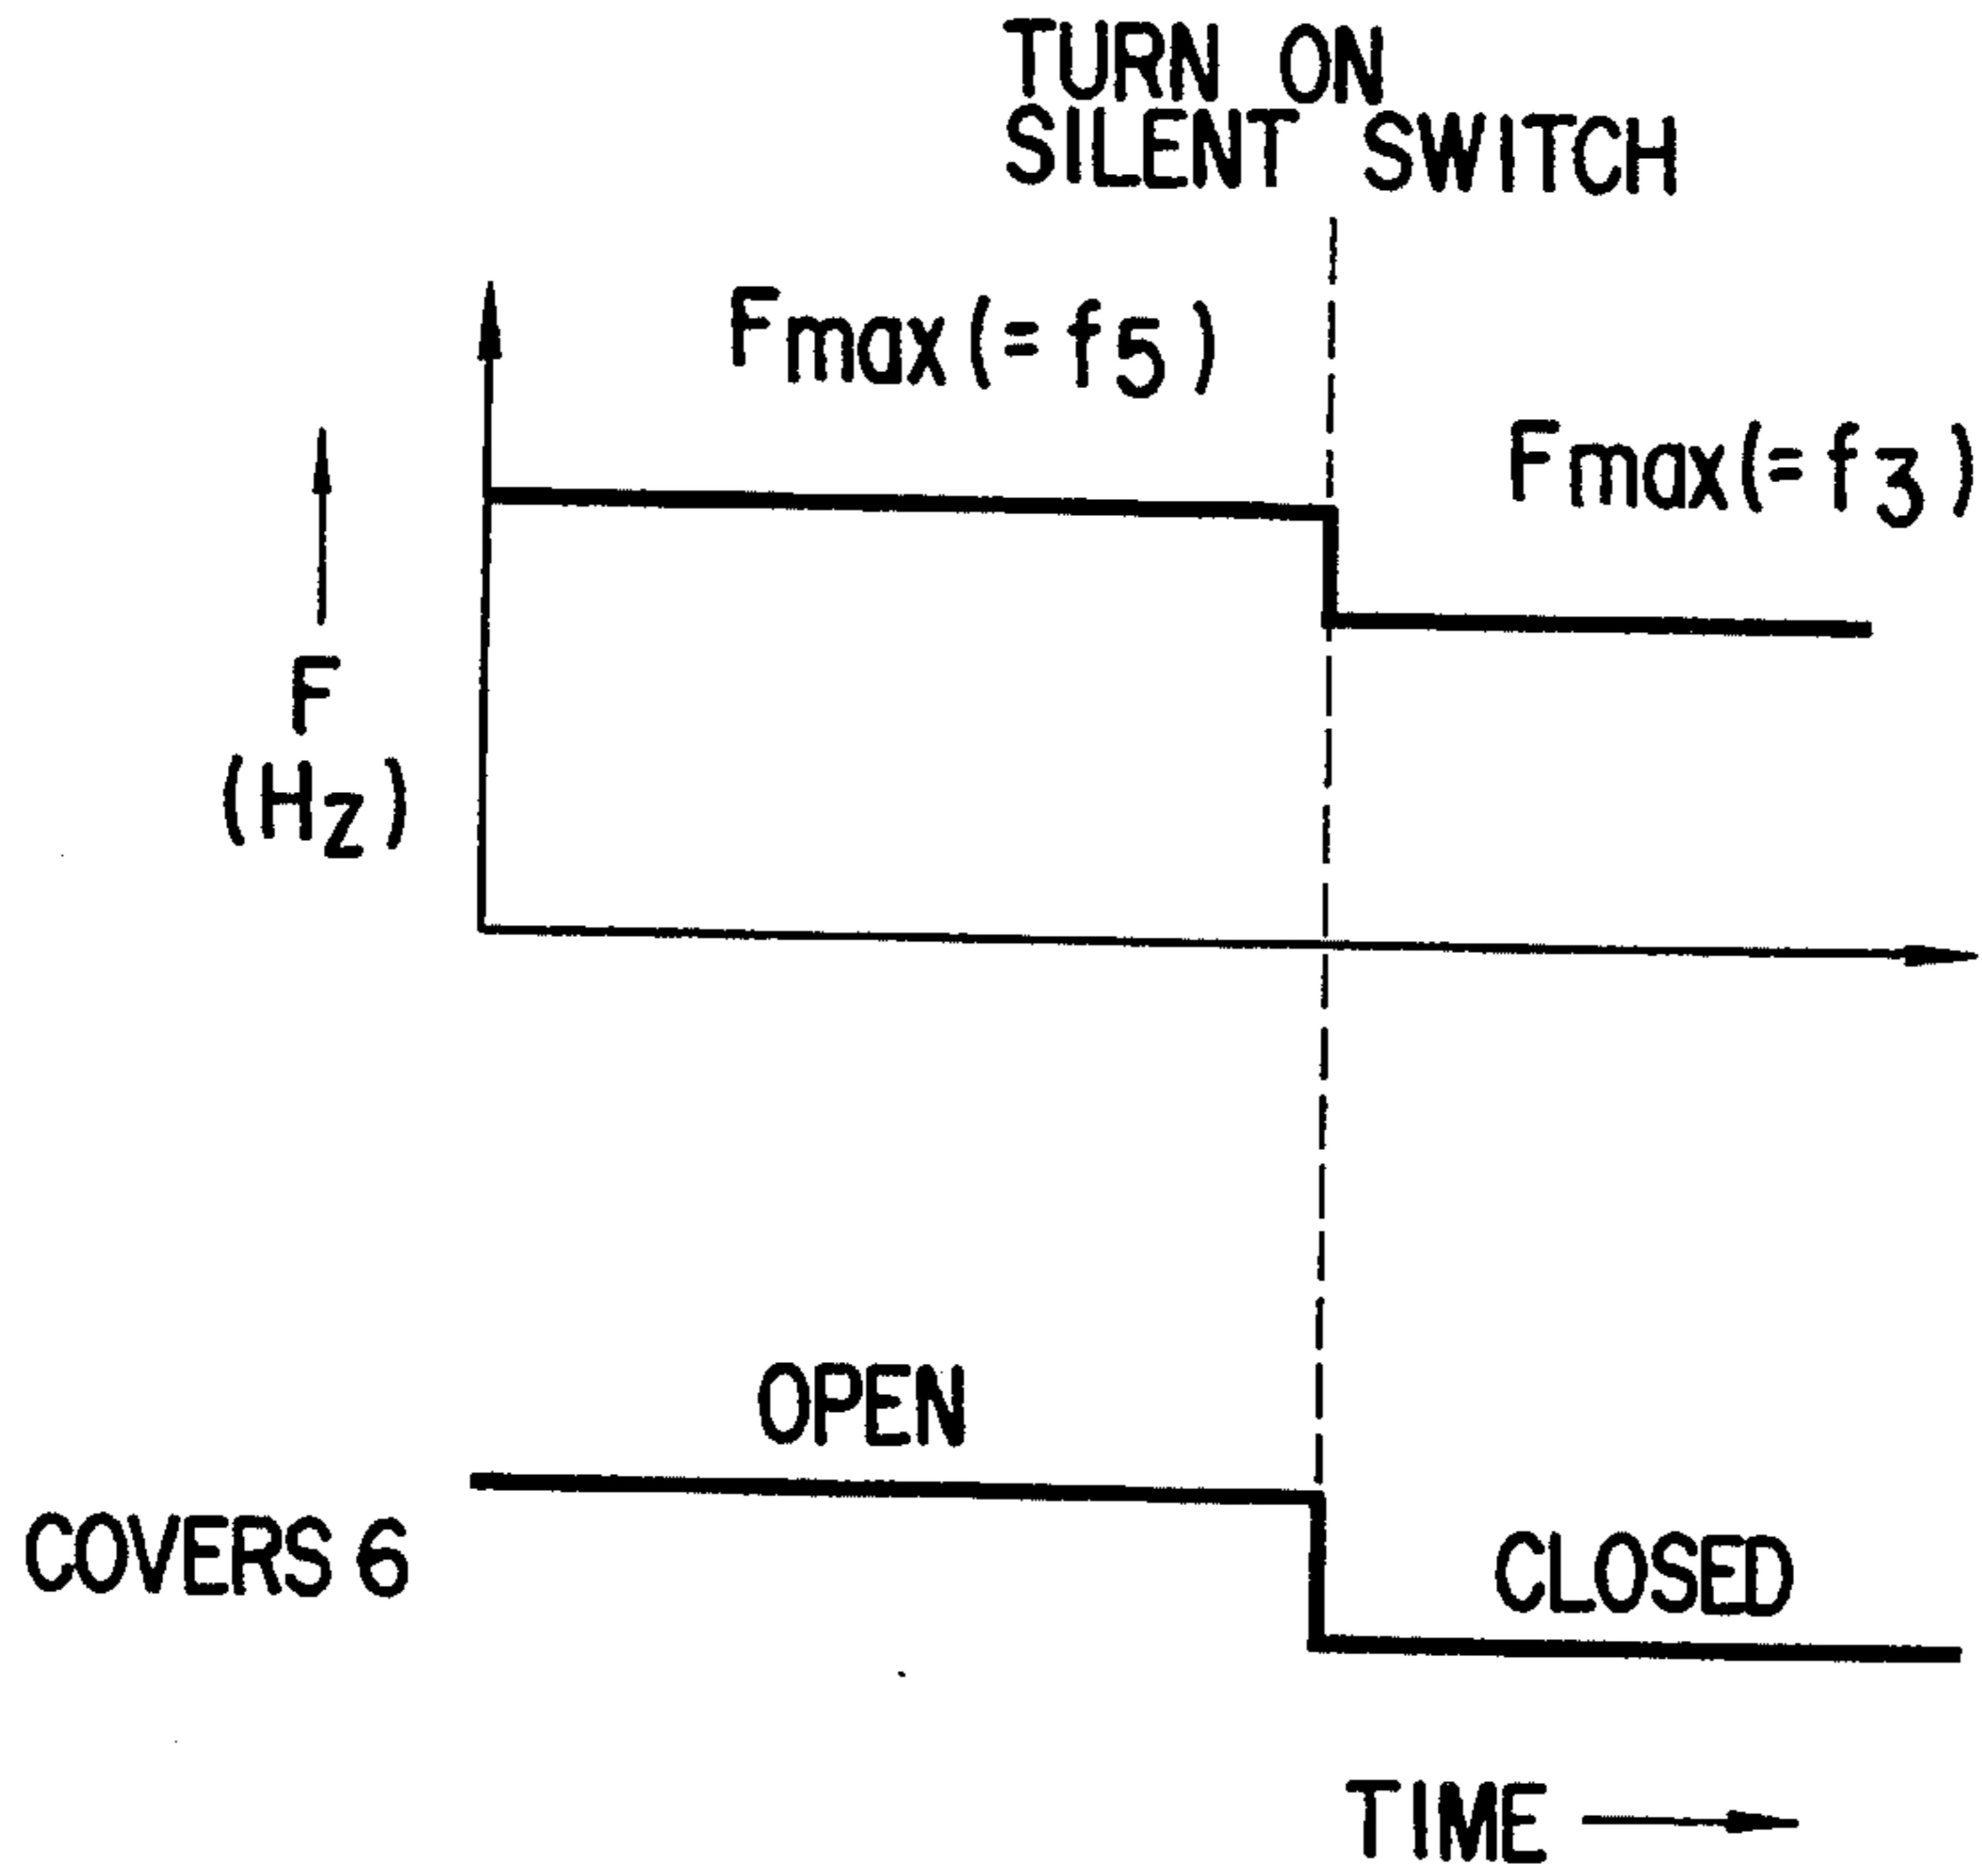 TURN ON
SILENT SWITCH
Fmax(=f5)
Fmax(=f3)
F
(Hz)
OPEN
COVERS 6
CLOSED
TIME